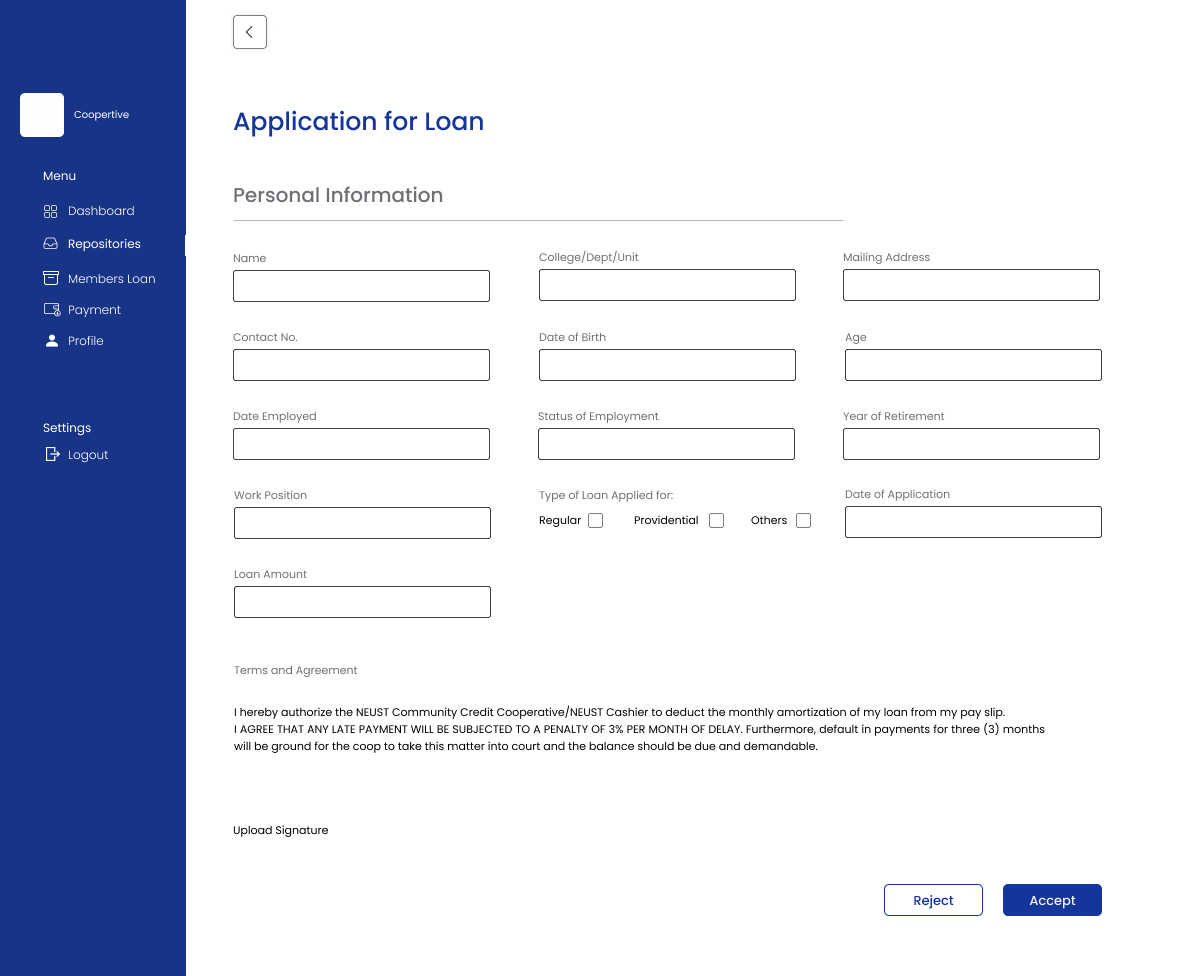 Coopertive
Menu
Dashboard
Repositories
Members Loan
Payment
Profile
Settings
Logout
Application for Loan
Personal Information
Name
College/Dept/Unit
Mailing Address
Contact No.
Date of Birth
Age
Date Employed
Status of Employment
Year of Retirement
Work Position
Type of Loan Applied for:
Regular
Providential
Others
Date of Application
Loan Amount
Terms and Agreement
I hereby authorize the NEUST Community Credit Cooperative/NEUST Cashier to deduct the monthly amortization of my loan from my pay slip.
I AGREE THAT ANY LATE PAYMENT WILL BE SUBJECTED TO A PENALTY OF 3% PER MONTH OF DELAY. Furthermore, default in payments for three (3) months
will be ground for the coop to take this matter into court and the balance should be due and demandable.
Upload Signature
Reject
Accept